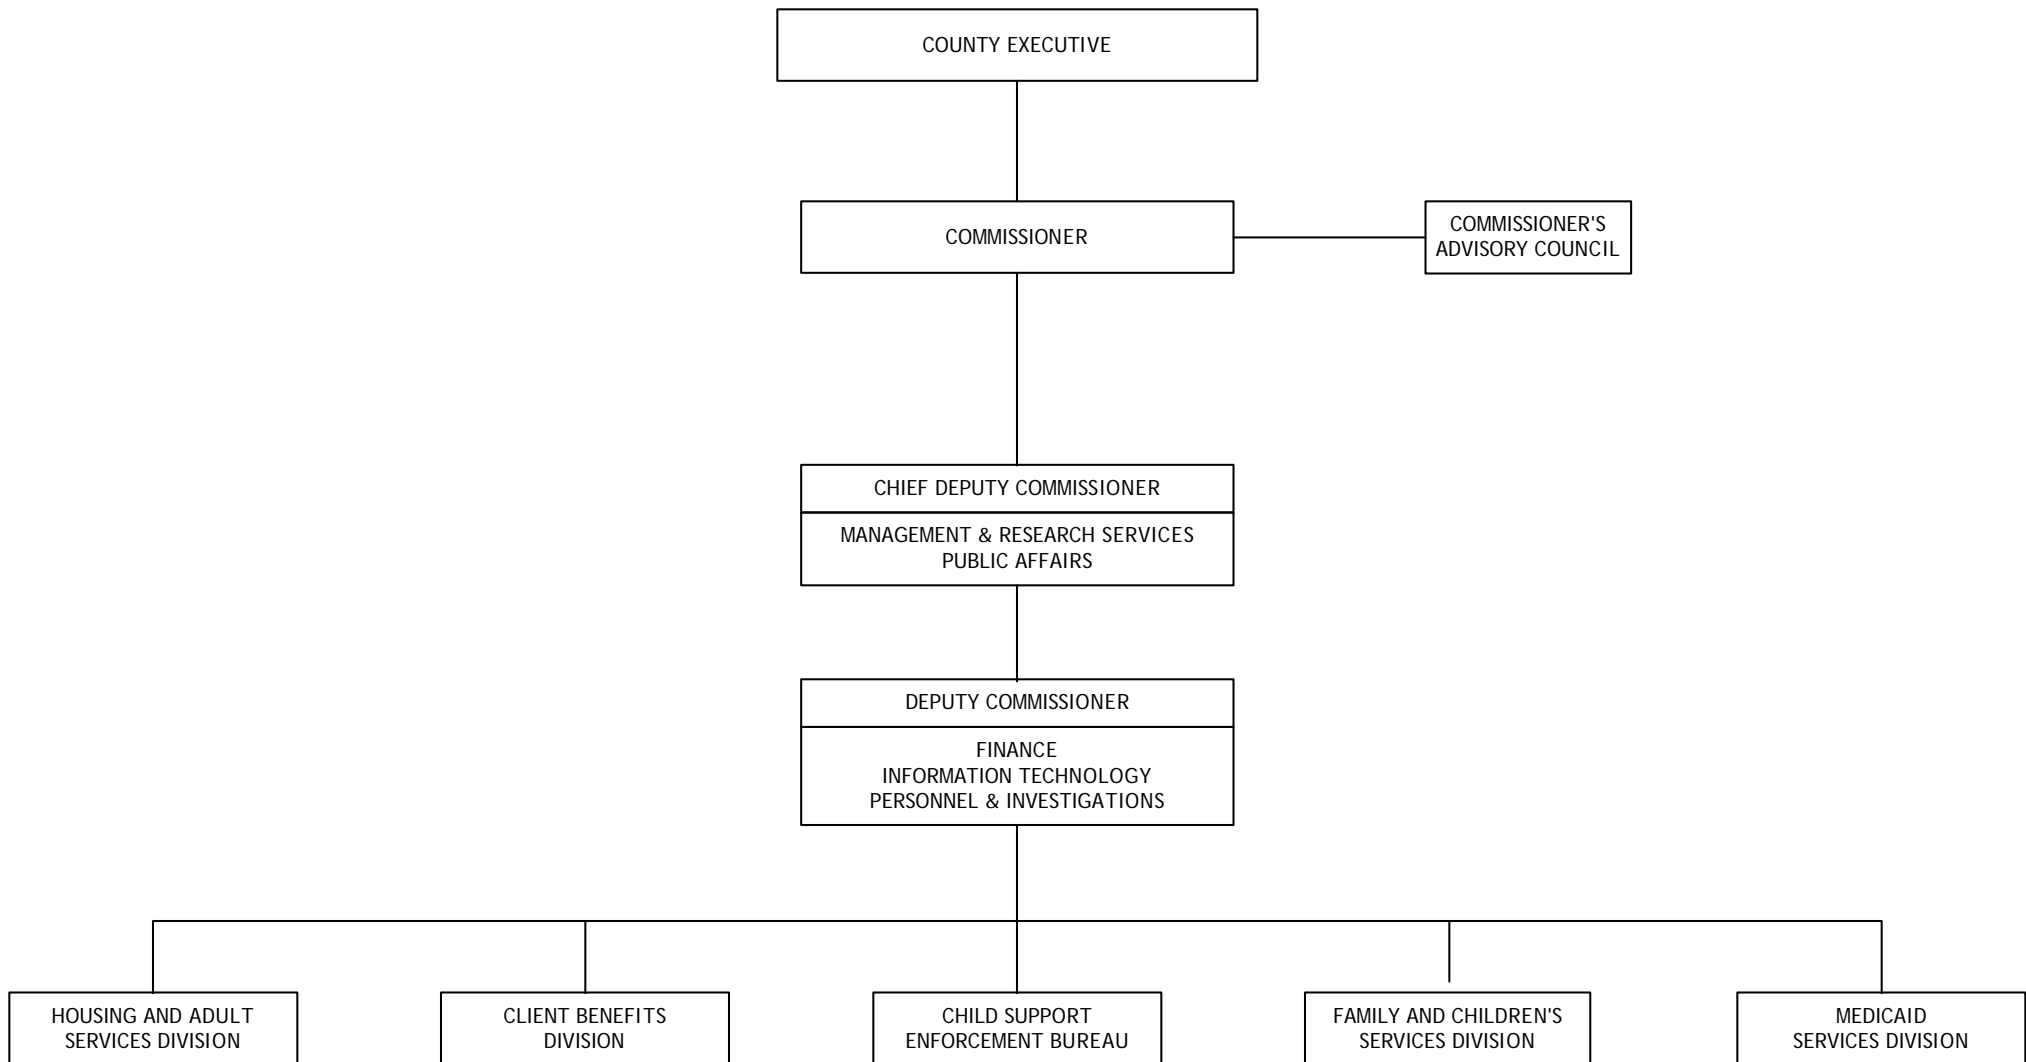 COUNTY EXECUTIVE
COMMISSIONER
COMMISSIONER'S
ADVISORY COUNCIL
CHIEF DEPUTY COMMISSIONER
MANAGEMENT & RESEARCH SERVICES
PUBLIC AFFAIRS
DEPUTY COMMISSIONER
FINANCE
INFORMATION TECHNOLOGY
PERSONNEL & INVESTIGATIONS
HOUSING AND ADULT
SERVICES DIVISION
CLIENT BENEFITS
DIVISION
CHILD SUPPORT
ENFORCEMENT BUREAU
FAMILY AND CHILDREN'S
SERVICES DIVISION
MEDICAID
SERVICES DIVISION